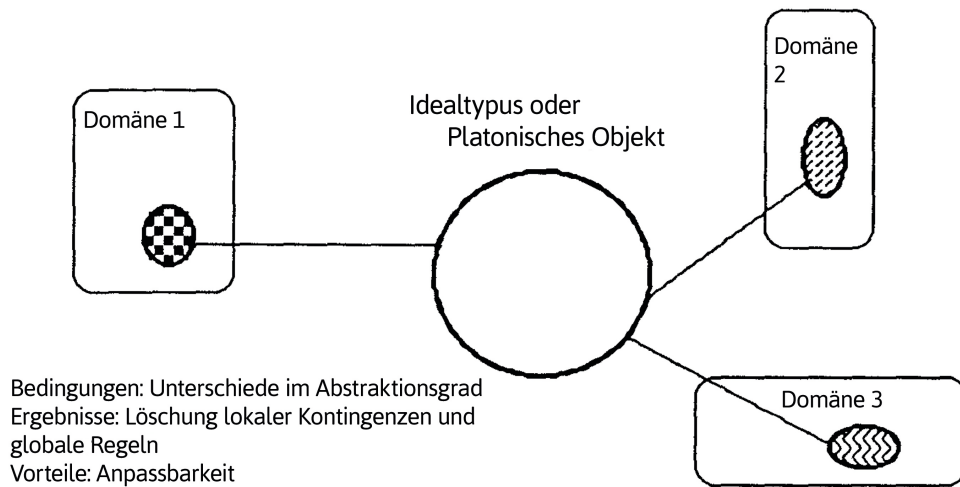 Domäne 1
Idealtypus oder
Platonisches Objekt
Domäne
2
Domäne 3
Bedingungen: Unterschiede im Abstraktionsgrad
Ergebnisse: Löschung lokaler Kontingenzen und
globale Regeln
Vorteile: Anpassbarkeit